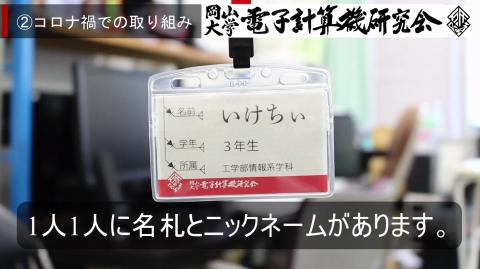 ②コロナ禍での取り組み
岡山大学 電子計算機研究会
名前 いけちぃ
学年 3年生
所属 工学部情報系学科
岡山大学 電子計算機研究会
1人1人に名札とニックネームがあります。